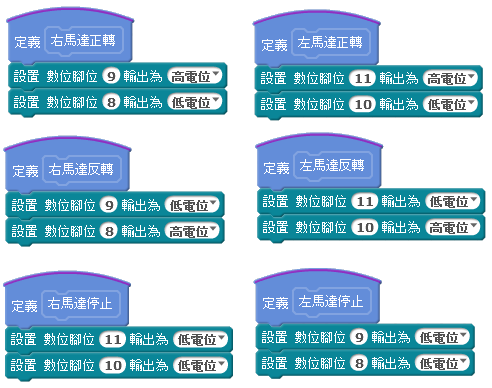 定義 右馬達正轉
設置 數位腳位 9 輸出為 高電位
設置 數位腳位 8 輸出為 低電位
定義 左馬達正轉
設置 數位腳位 11 輸出為 高電位
設置 數位腳位 10 輸出為 低電位
定義 右馬達反轉
設置 數位腳位 9 輸出為 低電位
設置 數位腳位 8 輸出為 高電位
定義 左馬達反轉
設置 數位腳位 11 輸出為 低電位
設置 數位腳位 10 輸出為 高電位
定義 右馬達停止
設置 數位腳位 11 輸出為 低電位
設置 數位腳位 10 輸出為 低電位
定義 左馬達停止
設置 數位腳位 9 輸出為 低電位
設置 數位腳位 8 輸出為 低電位